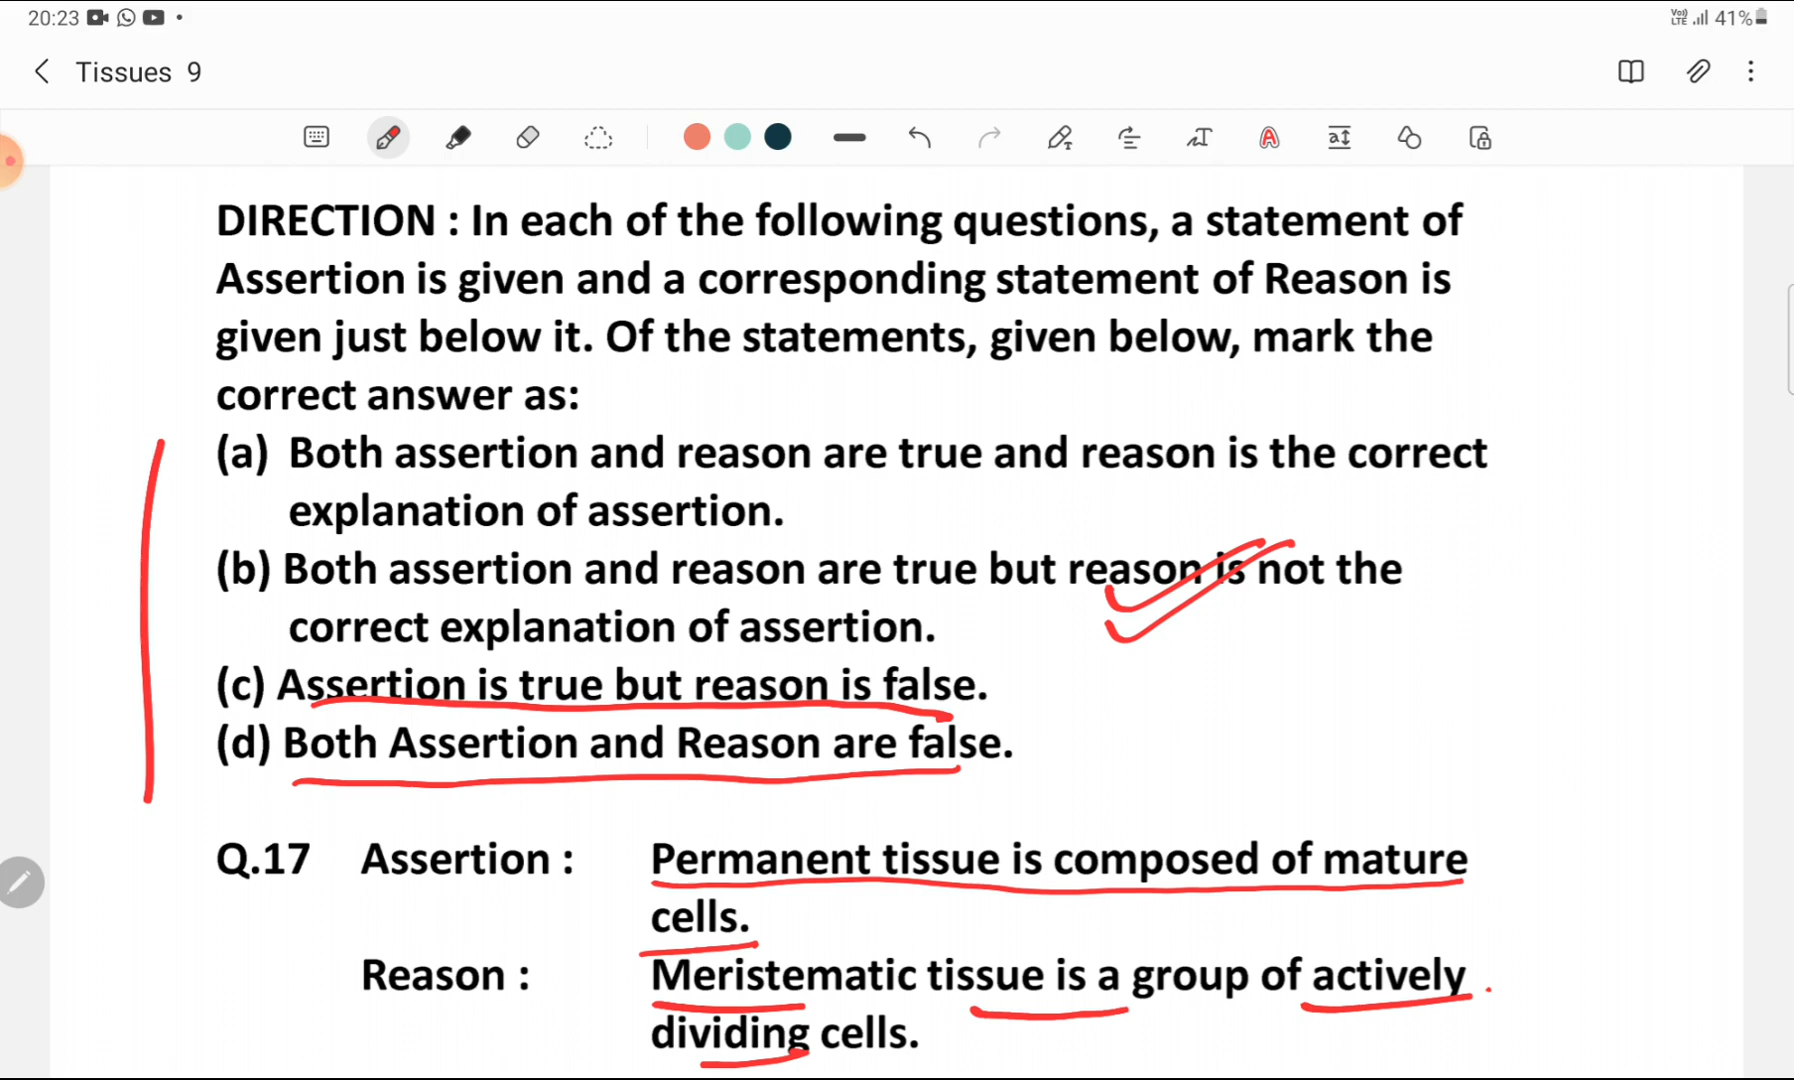 20:23
41%
Tissues 9
DIRECTION : In each of the following questions, a statement of
Assertion is given and a corresponding statement of Reason is
given just below it. Of the statements, given below, mark the
correct answer as:
(a) Both assertion and reason are true and reason is the correct
explanation of assertion.
(b) Both assertion and reason are true but reason is not the
correct explanation of assertion.
(c) Assertion is true but reason is false.
(d) Both Assertion and Reason are false.
Q.17 Assertion : Permanent tissue is composed of mature
cells.
Reason : Meristematic tissue is a group of actively
dividing cells.